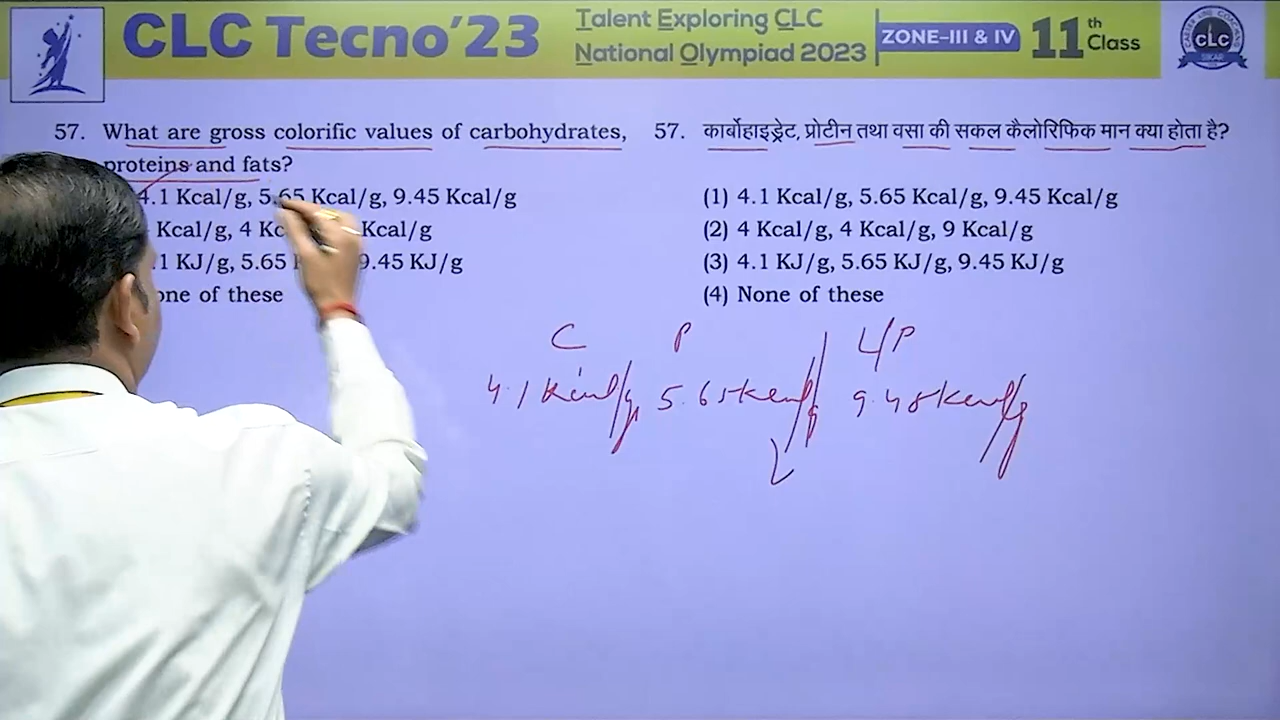 CLC Tecno'23
Talent Exploring CLC
National Olympiad 2023
ZONE-III & IV
11th Class
CLC
SIKAR
57. What are gross colorific values of carbohydrates,
proteins and fats?
4.1 Kcal/g, 5.65 Kcal/g, 9.45 Kcal/g
Kcal/g, 4 Kc Kcal/g
.1 KJ/g, 5.65 9.45 KJ/g
one of these
57. कार्बोहाइड्रेट, प्रोटीन तथा वसा की सकल कैलोरिफिक मान क्या होता है?
(1) 4.1 Kcal/g, 5.65 Kcal/g, 9.45 Kcal/g
(2) 4 Kcal/g, 4 Kcal/g, 9 Kcal/g
(3) 4.1 KJ/g, 5.65 KJ/g, 9.45 KJ/g
(4) None of these
C P L/P
4.1 Kcal/g 5.65 Kcal/g 9.45 Kcal/g